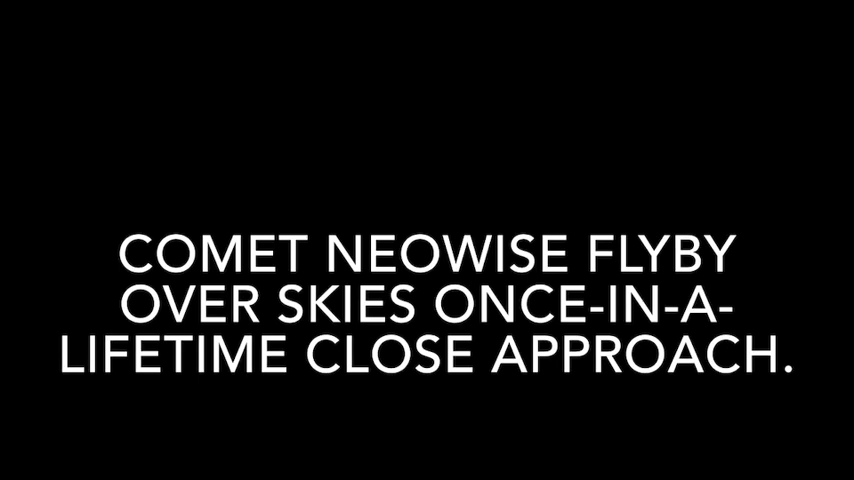 COMET NEOWISE FLYBY
OVER SKIES ONCE-IN-A-
LIFETIME CLOSE APPROACH.